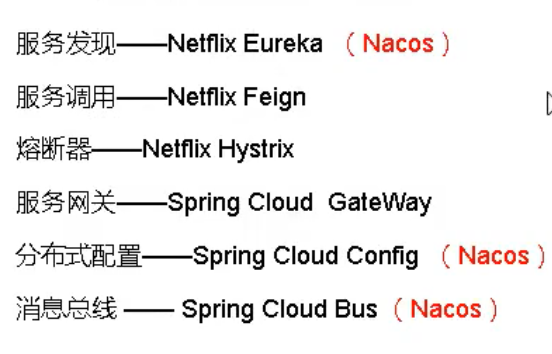 服务发现——Netflix Eureka （Nacos）
服务调用——Netflix Feign
熔断器——Netflix Hystrix
服务网关——Spring Cloud GateWay
分布式配置——Spring Cloud Config （Nacos）
消息总线 —— Spring Cloud Bus（Nacos）